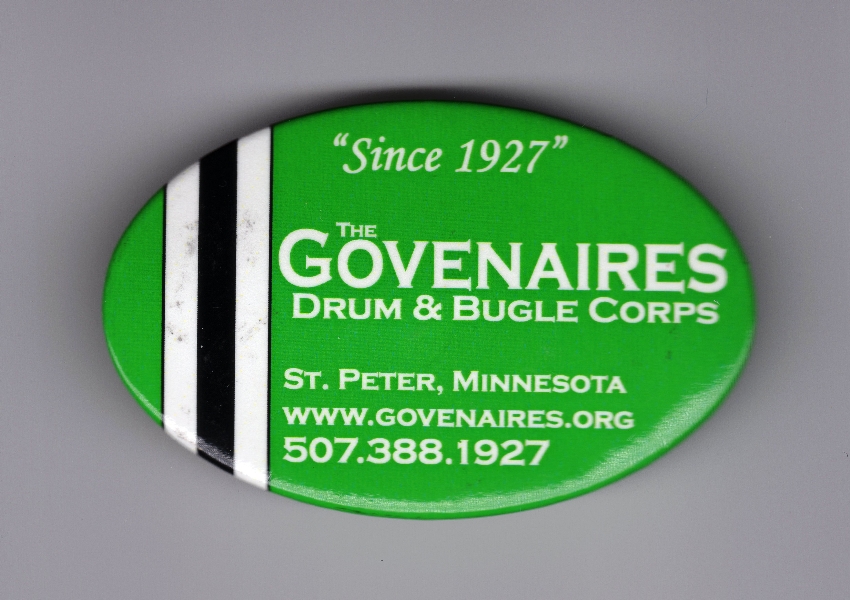 “Since 1927”
THE
GOVENAIRES
DRUM & BUGLE CORPS
ST. PETER, MINNESOTA
WWW.GOVENAIRES.ORG
507.388.1927